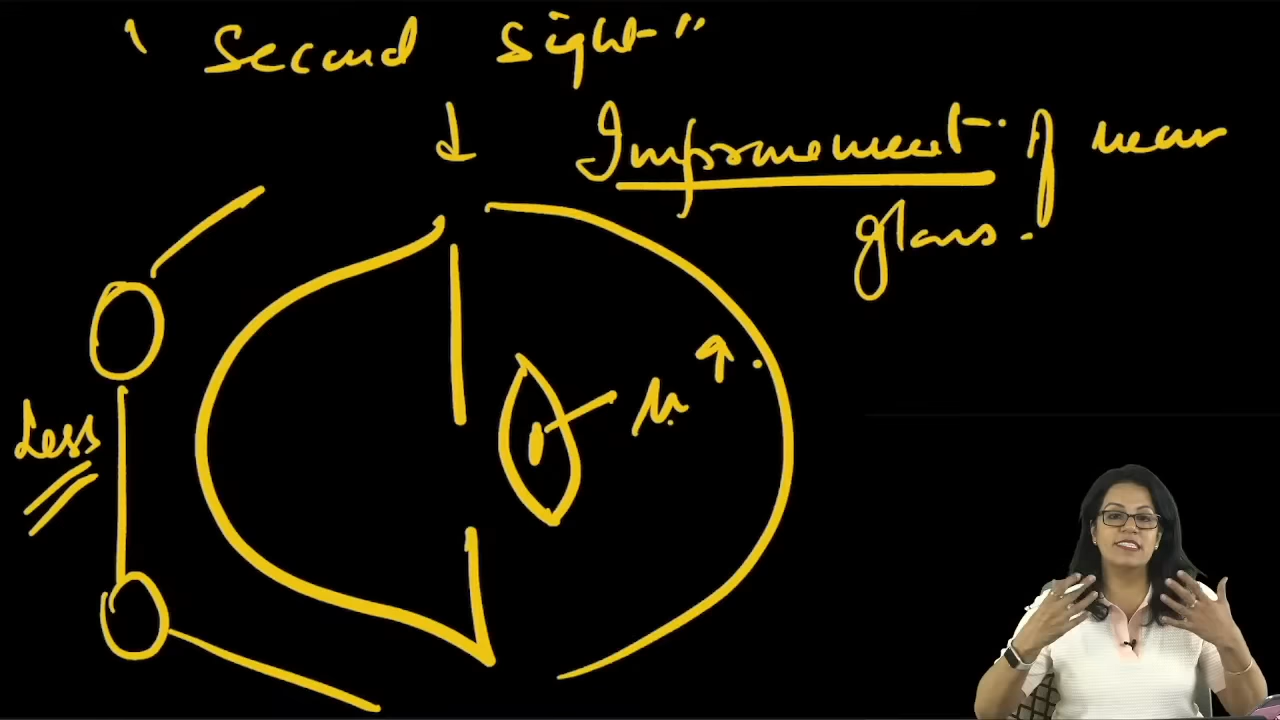 "Second sight"
↓ Improvement of near
glass.
μ ↑.
Less